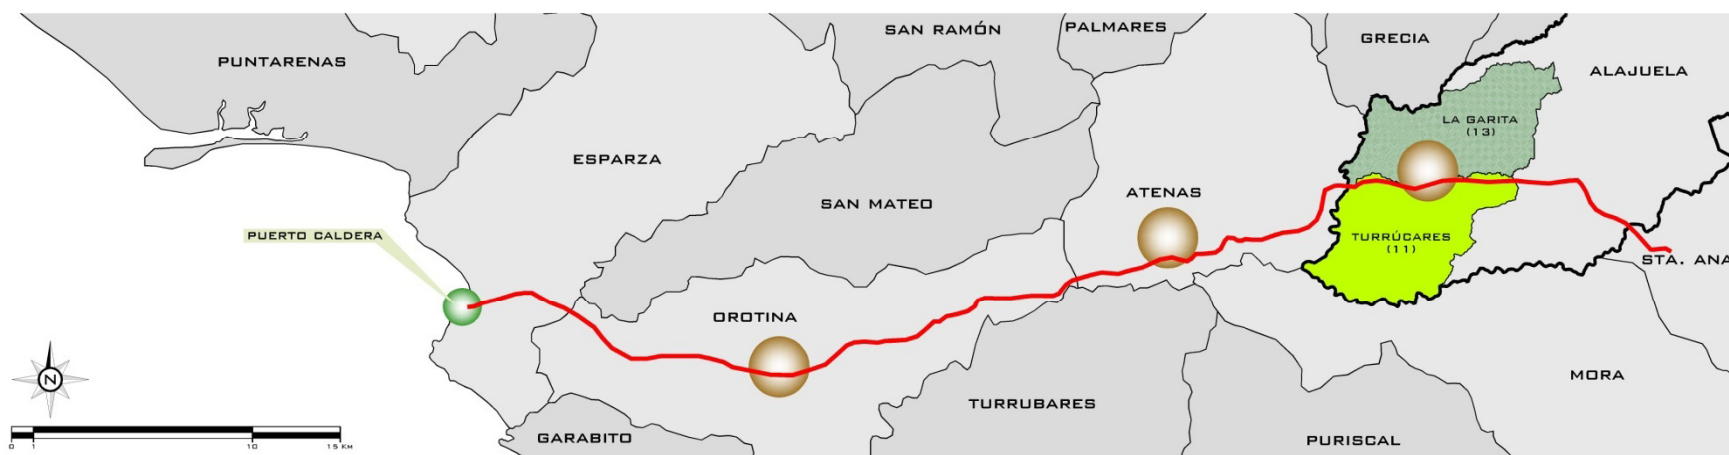 SAN RAMÓN
PALMARES
GRECIA
PUNTARENAS
ALAJUELA
LA GARITA
(13)
ESPARZA
ATENAS
SAN MATEO
PUERTO CALDERA
TURRÚCARES
(11)
STA. ANA
OROTINA
MORA
TURRUBARES
GARABITO
PURISCAL
N
0 1 10 15 KM